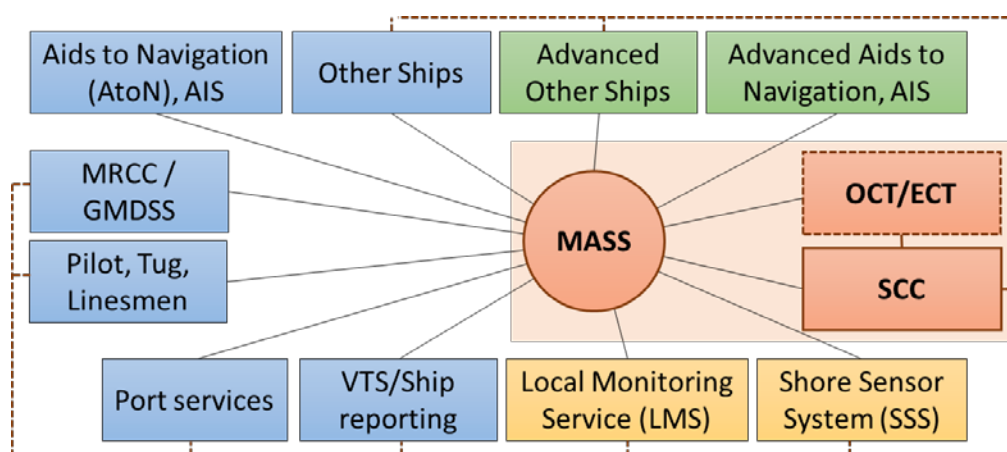 Aids to Navigation
(AtoN), AIS
Other Ships
Advanced
Other Ships
Advanced Aids to
Navigation, AIS
MRCC /
GMDSS
MASS
OCT/ECT
Pilot, Tug,
Linesmen
SCC
Port services
VTS/Ship
reporting
Local Monitoring
Service (LMS)
Shore Sensor
System (SSS)